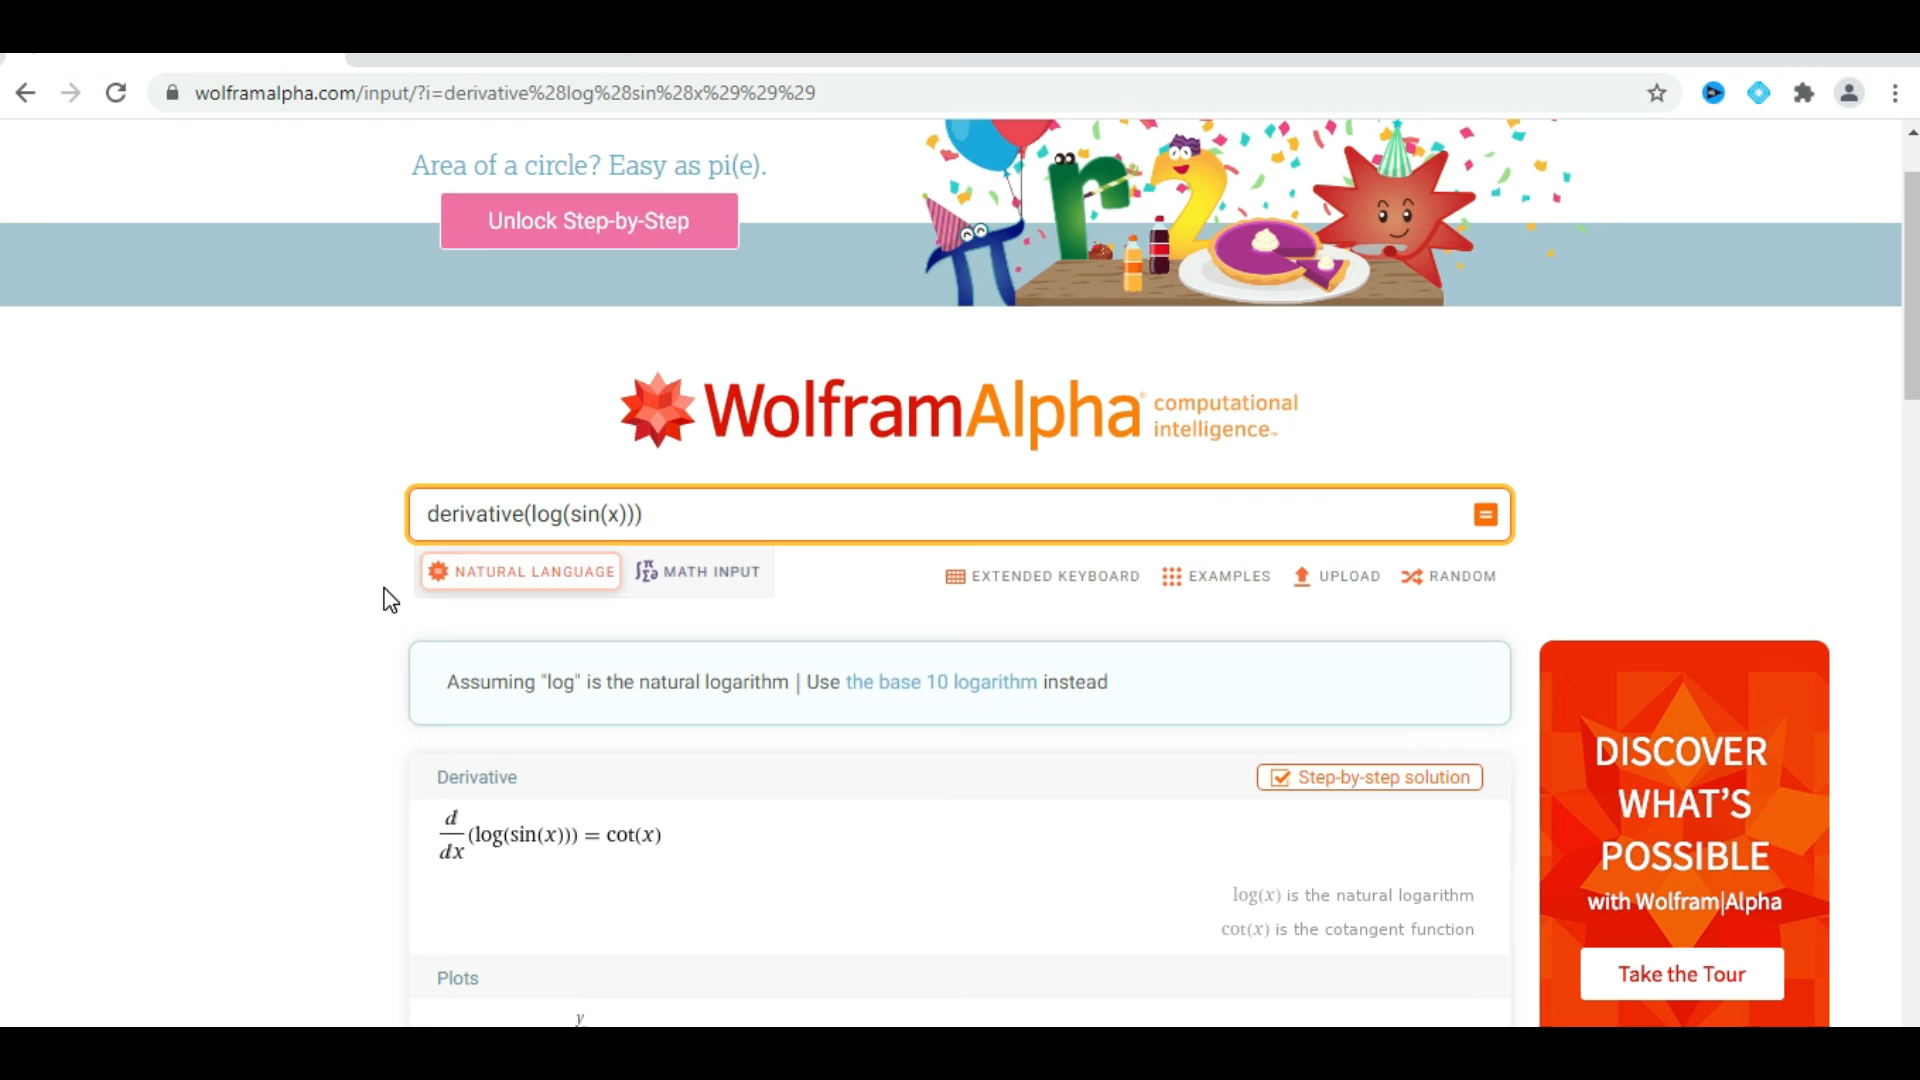 wolframalpha.com/input/?i=derivative%28log%28sin%28x%29%29%29
Area of a circle? Easy as pi(e).
Unlock Step-by-Step
π r 2
WolframAlpha computational intelligence™
derivative(log(sin(x)))
NATURAL LANGUAGE
MATH INPUT
EXTENDED KEYBOARD
EXAMPLES
UPLOAD
RANDOM
Assuming "log" is the natural logarithm | Use the base 10 logarithm instead
Derivative
Step-by-step solution
d/dx(log(sin(x))) = cot(x)
log(x) is the natural logarithm
cot(x) is the cotangent function
Plots
y
DISCOVER
WHAT'S
POSSIBLE
with Wolfram|Alpha
Take the Tour